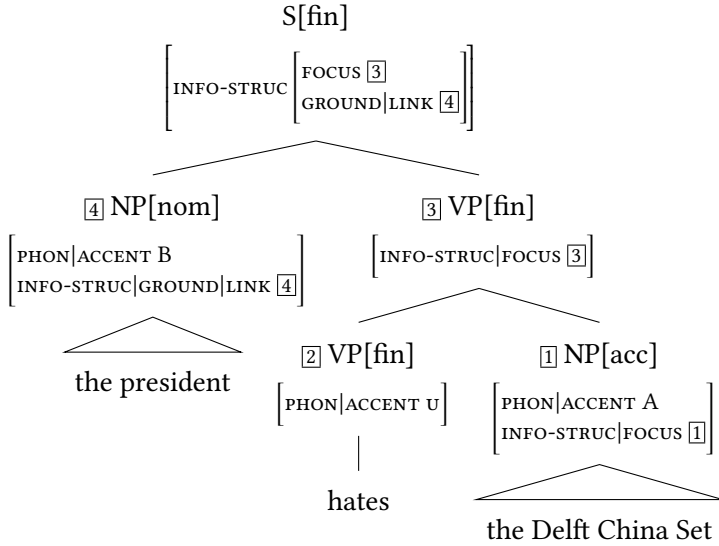 S[fin]
[INFO-STRUC [FOCUS 3
GROUND|LINK 4]]
4 NP[nom]
[PHON|ACCENT B
INFO-STRUC|GROUND|LINK 4]
the president
3 VP[fin]
[INFO-STRUC|FOCUS 3]
2 VP[fin]
[PHON|ACCENT U]
hates
1 NP[acc]
[PHON|ACCENT A
INFO-STRUC|FOCUS 1]
the Delft China Set